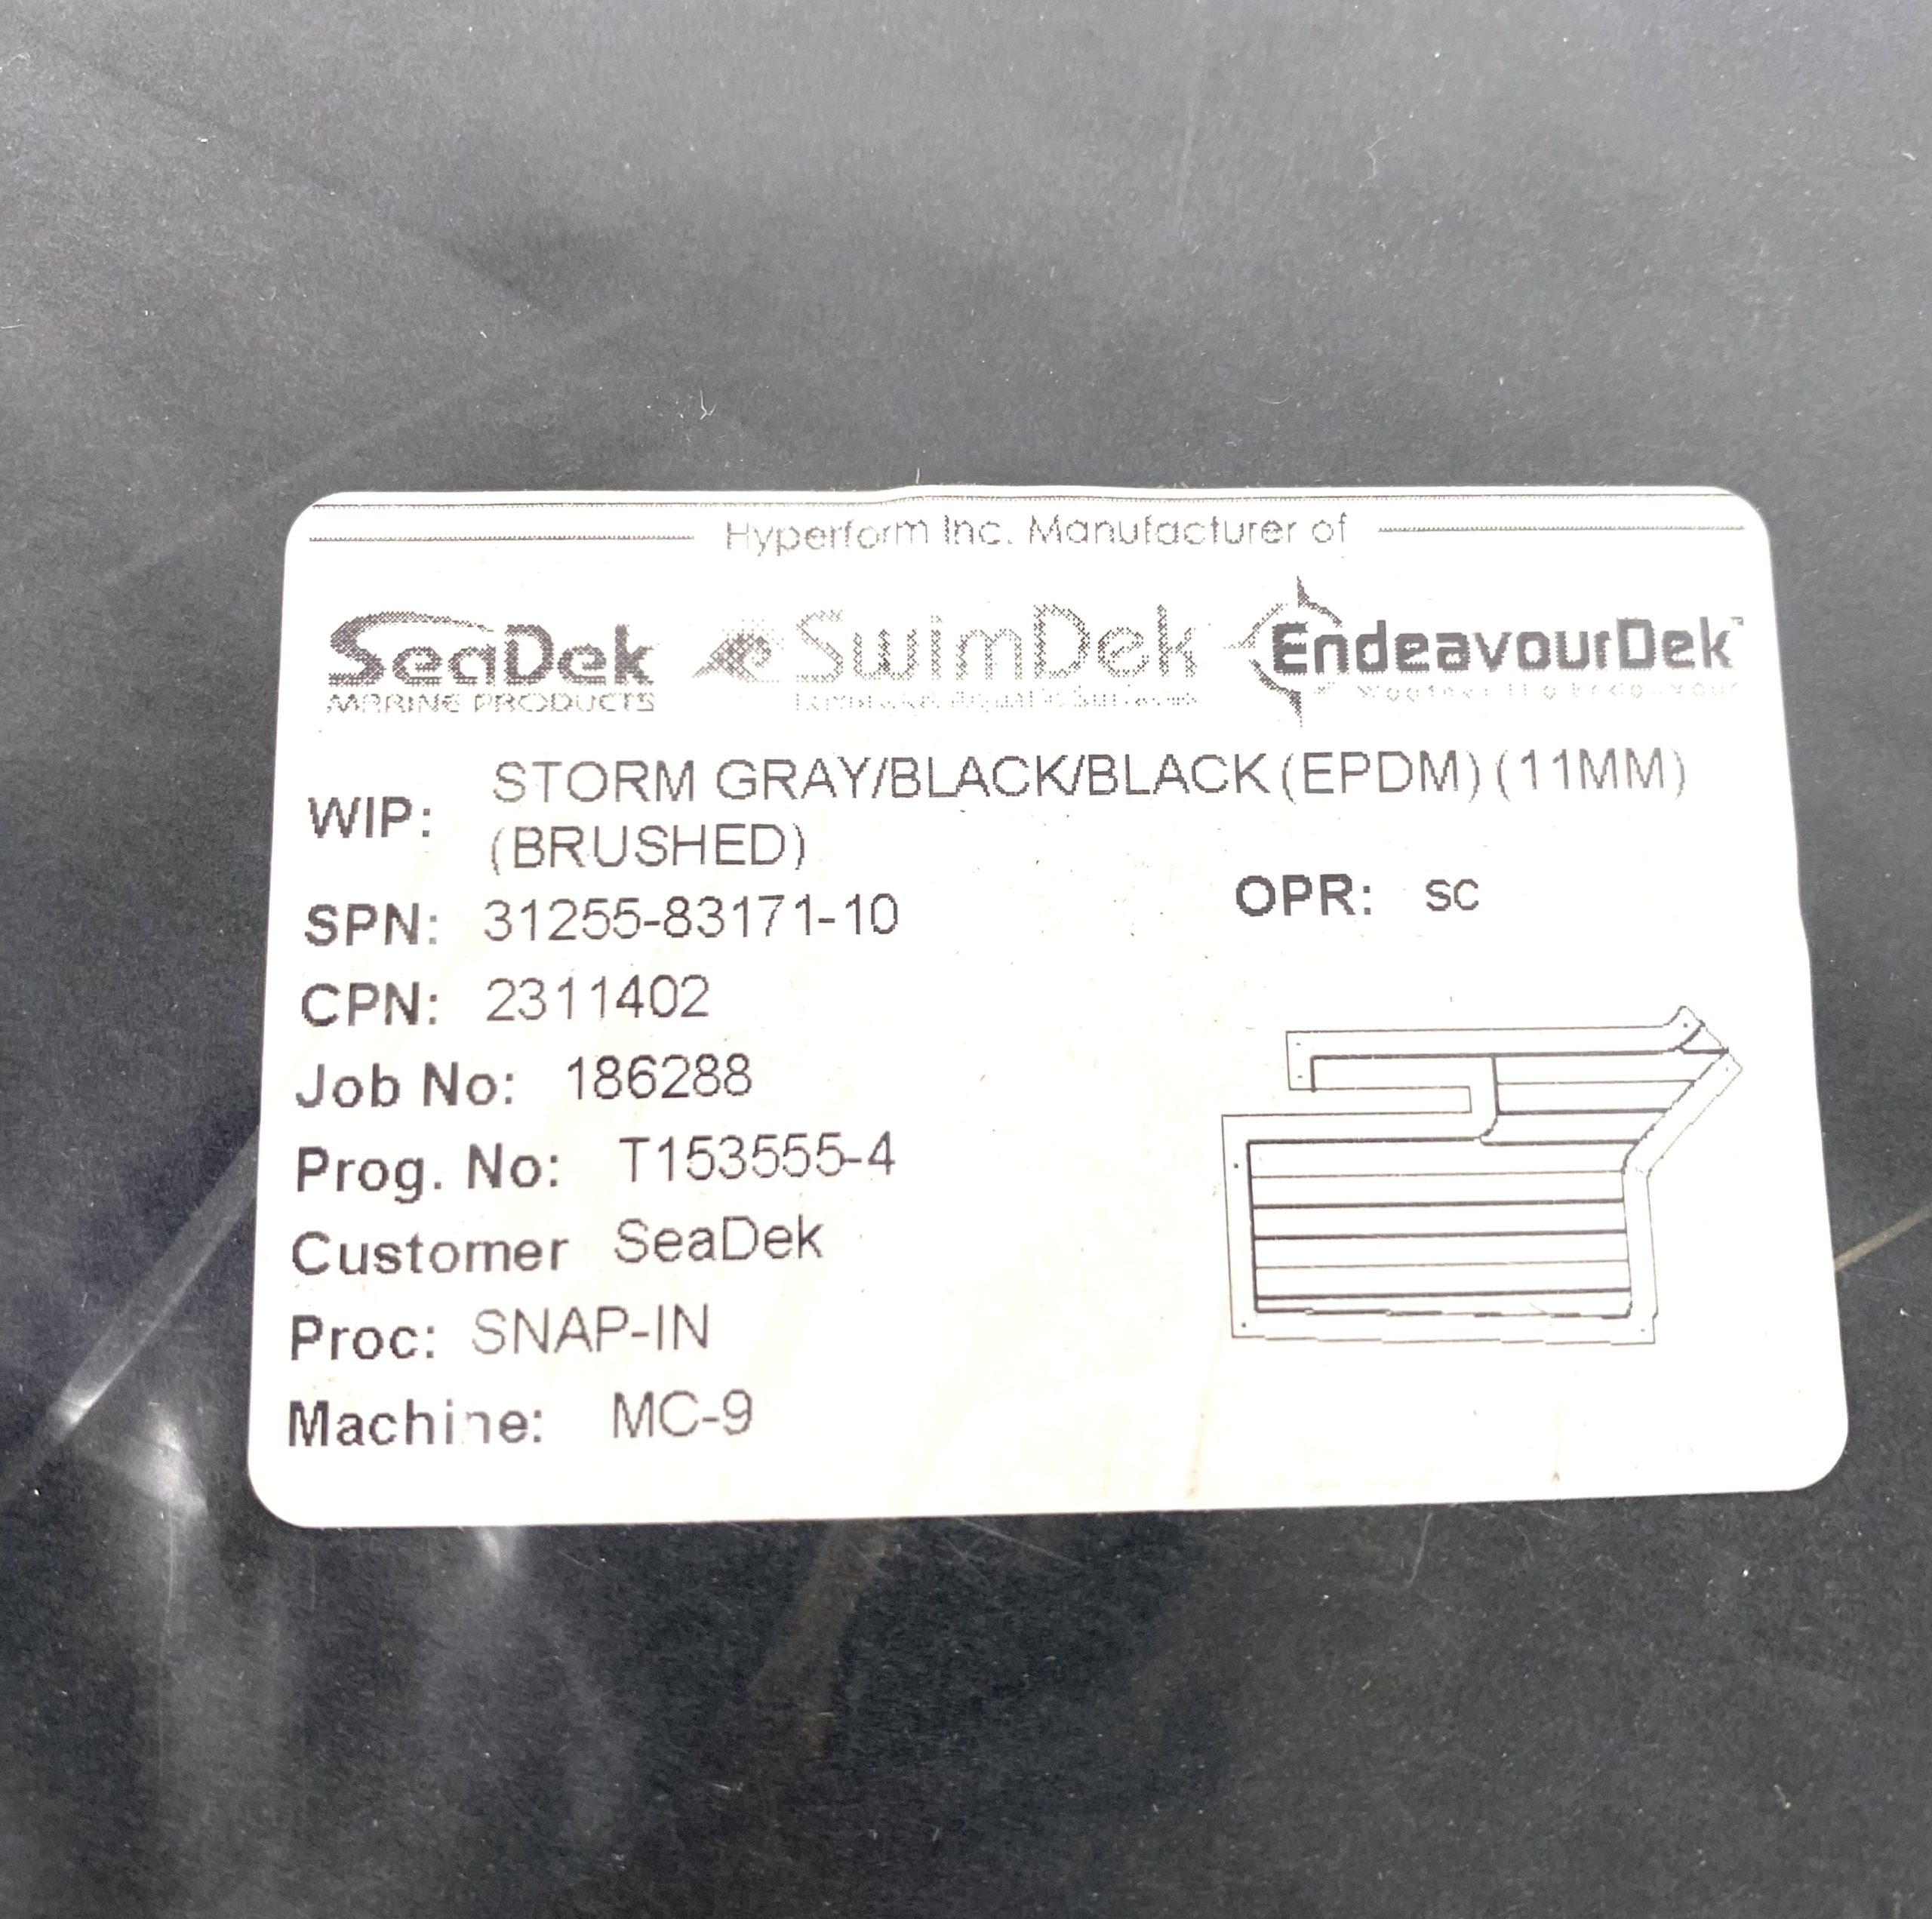 Hyperform Inc. Manufacturer of
SeaDek SwimDek EndeavourDek™
MARINE PRODUCTS
WIP: STORM GRAY/BLACK/BLACK(EPDM)(11MM)
(BRUSHED)
SPN: 31255-83171-10
OPR: SC
CPN: 2311402
Job No: 186288
Prog. No: T153555-4
Customer SeaDek
Proc: SNAP-IN
Machine: MC-9